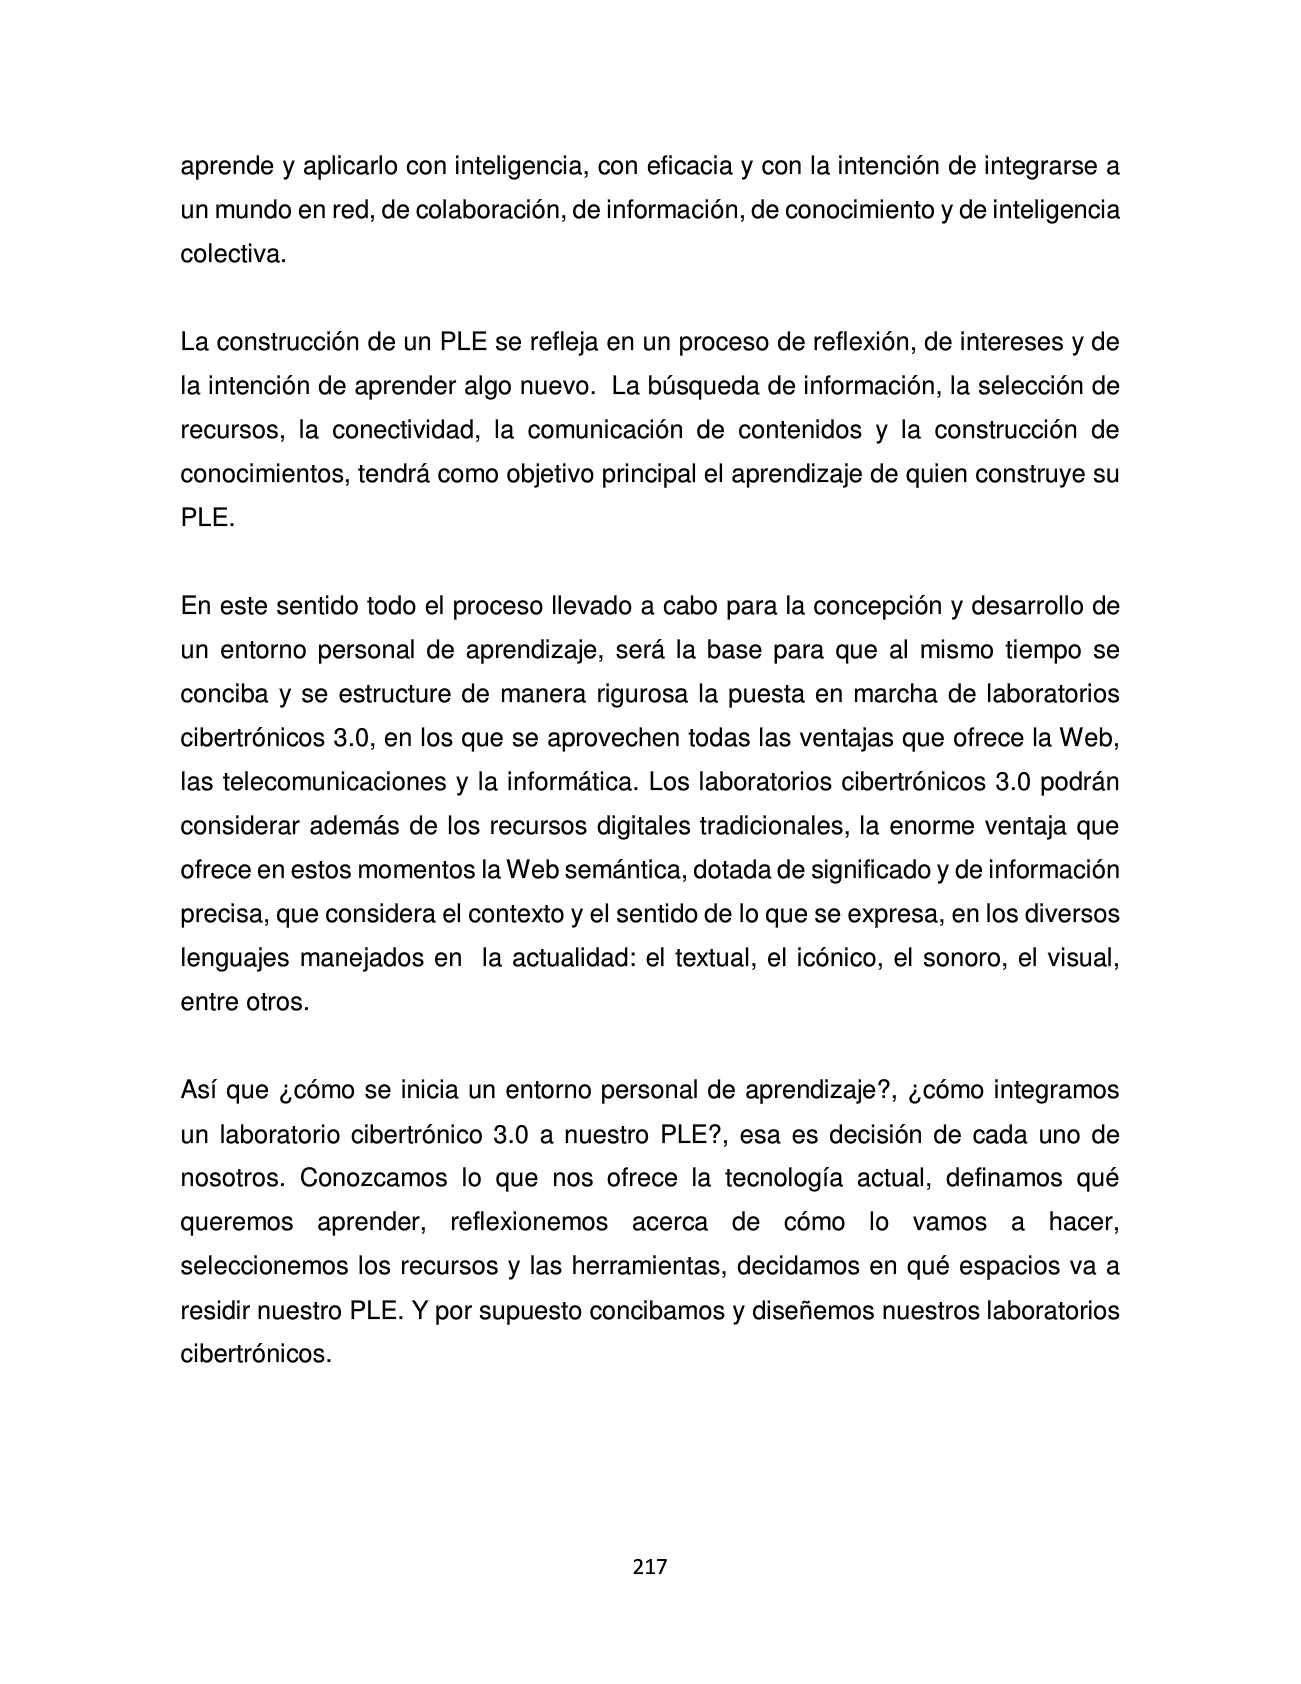 aprende y aplicarlo con inteligencia, con eficacia y con la intención de integrarse a
un mundo en red, de colaboración, de información, de conocimiento y de inteligencia
colectiva.
La construcción de un PLE se refleja en un proceso de reflexión, de intereses y de
la intención de aprender algo nuevo.  La búsqueda de información, la selección de
recursos, la conectividad, la comunicación de contenidos y la construcción de
conocimientos, tendrá como objetivo principal el aprendizaje de quien construye su
PLE.
En este sentido todo el proceso llevado a cabo para la concepción y desarrollo de
un entorno personal de aprendizaje, será la base para que al mismo tiempo se
conciba y se estructure de manera rigurosa la puesta en marcha de laboratorios
cibertrónicos 3.0, en los que se aprovechen todas las ventajas que ofrece la Web,
las telecomunicaciones y la informática. Los laboratorios cibertrónicos 3.0 podrán
considerar además de los recursos digitales tradicionales, la enorme ventaja que
ofrece en estos momentos la Web semántica, dotada de significado y de información
precisa, que considera el contexto y el sentido de lo que se expresa, en los diversos
lenguajes manejados en  la actualidad: el textual, el icónico, el sonoro, el visual,
entre otros.
Así que ¿cómo se inicia un entorno personal de aprendizaje?, ¿cómo integramos
un laboratorio cibertrónico 3.0 a nuestro PLE?, esa es decisión de cada uno de
nosotros. Conozcamos lo que nos ofrece la tecnología actual, definamos qué
queremos aprender, reflexionemos acerca de cómo lo vamos a hacer,
seleccionemos los recursos y las herramientas, decidamos en qué espacios va a
residir nuestro PLE. Y por supuesto concibamos y diseñemos nuestros laboratorios
cibertrónicos.
217